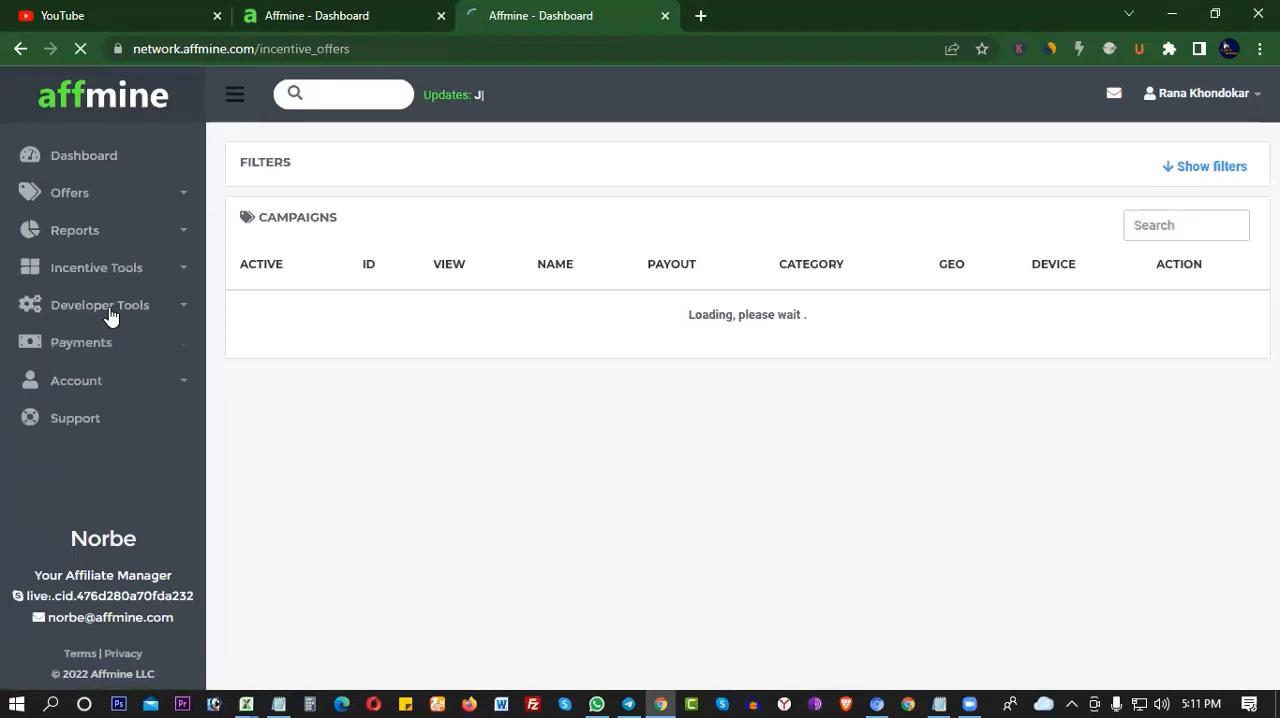 YouTube
Affmine - Dashboard
Affmine - Dashboard
network.affmine.com/incentive_offers
affmine
Updates: J|
Rana Khondokar
Dashboard
Offers
Reports
Incentive Tools
Developer Tools
Payments
Account
Support
Norbe
Your Affiliate Manager
live:.cid.476d280a70fda232
norbe@affmine.com
Terms | Privacy
© 2022 Affmine LLC
FILTERS
Show filters
CAMPAIGNS
Search
ACTIVE ID VIEW NAME PAYOUT CATEGORY GEO DEVICE ACTION
Loading, please wait .
5:11 PM